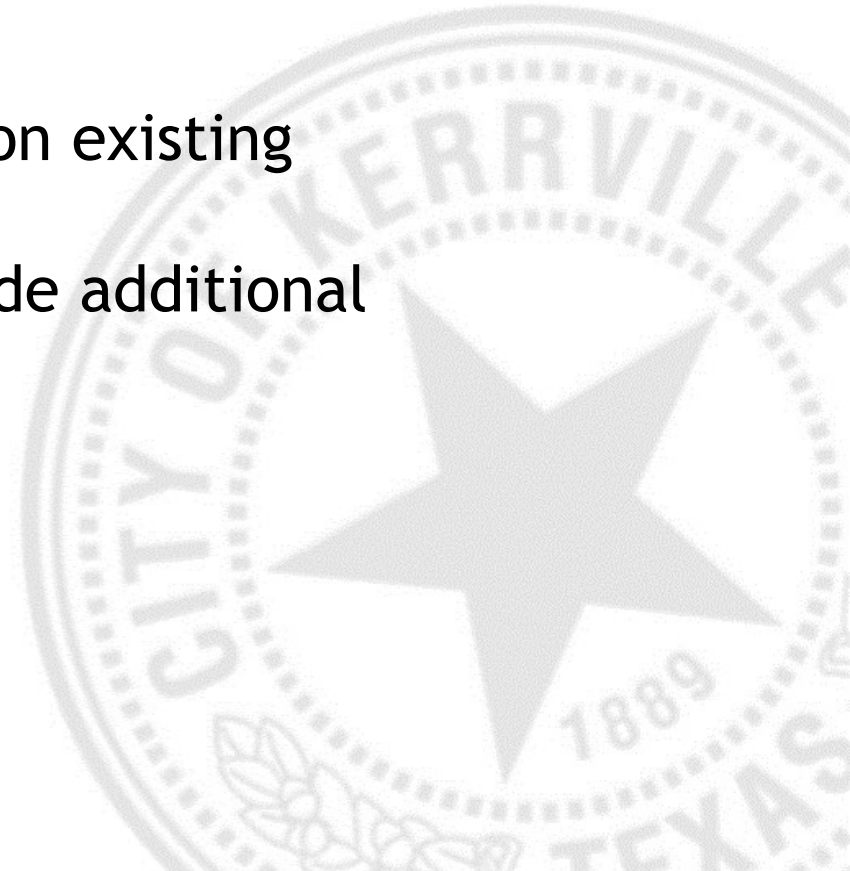 on existing
de additional
CITY OF KERRVILLE
TEXAS
1889